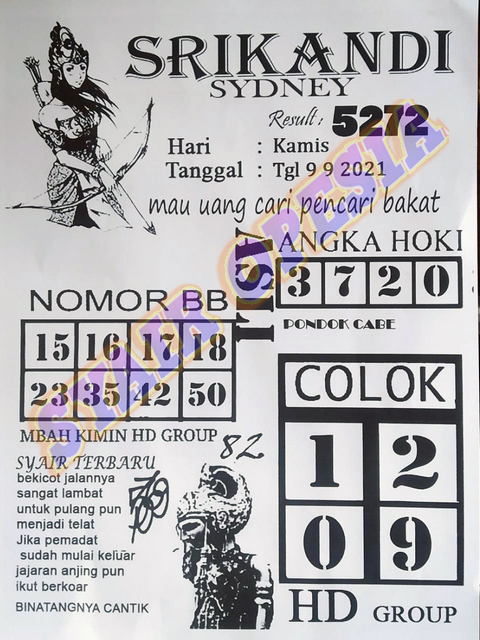 SRIKANDI
SYDNEY
Result : 5272
Hari : Kamis
Tanggal : Tgl 9 9 2021
mau uang cari pencari bakat
ANGKA HOKI
3 7 2 0
PONDOK CABE
NOMOR BB
15 16 17 18
23 35 42 50
MBAH KIMIN HD GROUP
82
SYAIR TERBARU
bekicot jalannya
sangat lambat
untuk pulang pun
menjadi telat
Jika pemadat
sudah mulai keluar
jajaran anjing pun
ikut berkoar
BINATANGNYA CANTIK
COLOK
1 2
0 9
HD GROUP
SYAIR OPESIA